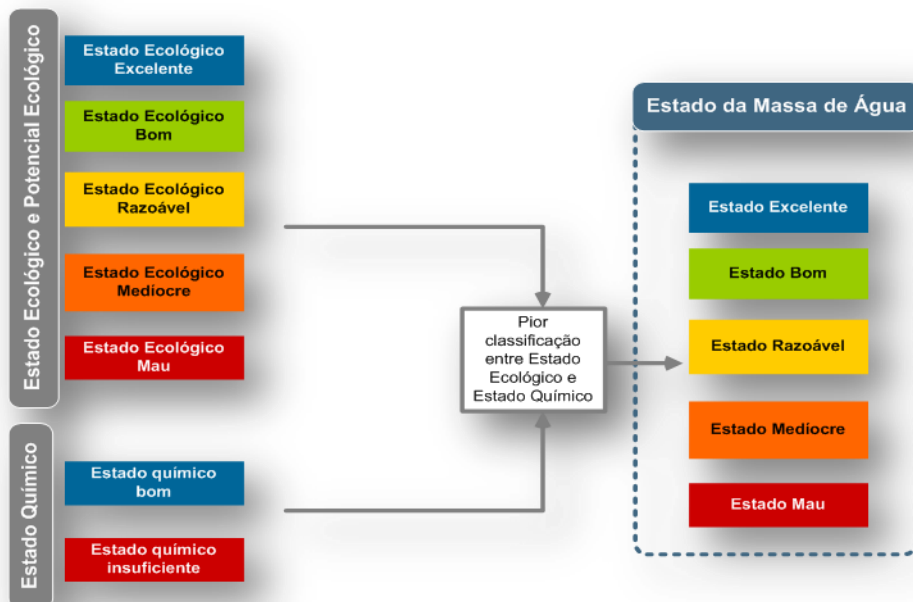 Estado Ecológico e Potencial Ecológico
Estado Ecológico
Excelente
Estado Ecológico
Bom
Estado Ecológico
Razoável
Estado Ecológico
Medíocre
Estado Ecológico
Mau
Estado Químico
Estado químico
bom
Estado químico
insuficiente
Pior
classificação
entre Estado
Ecológico e
Estado Químico
Estado da Massa de Água
Estado Excelente
Estado Bom
Estado Razoável
Estado Medíocre
Estado Mau